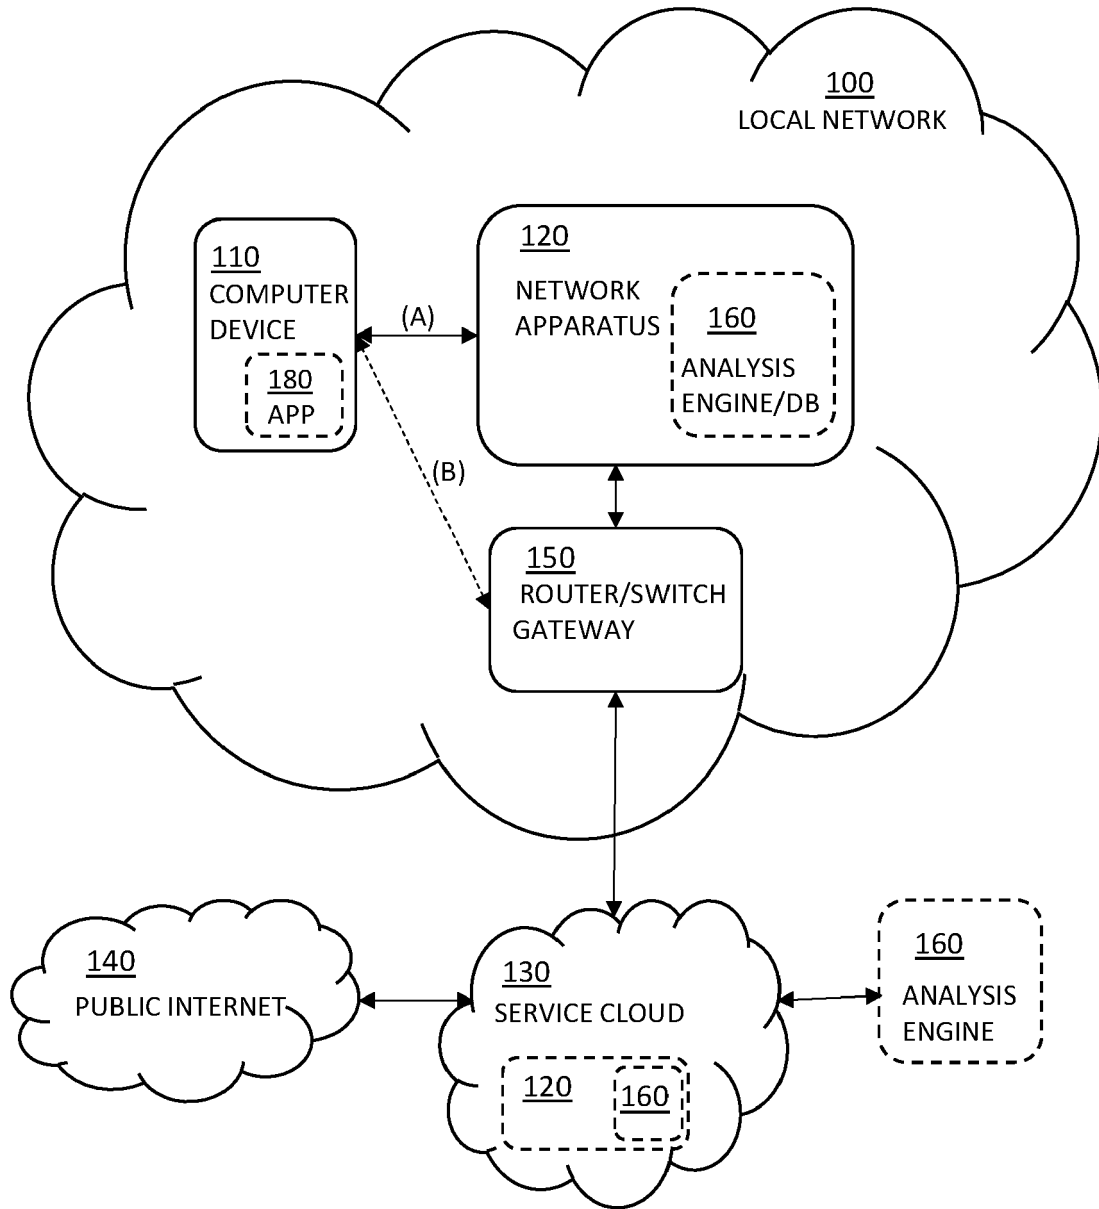 100
LOCAL NETWORK
110
COMPUTER
DEVICE
180
APP
(A)
120
NETWORK
APPARATUS
160
ANALYSIS
ENGINE/DB
(B)
150
ROUTER/SWITCH
GATEWAY
140
PUBLIC INTERNET
130
SERVICE CLOUD
120
160
160
ANALYSIS
ENGINE